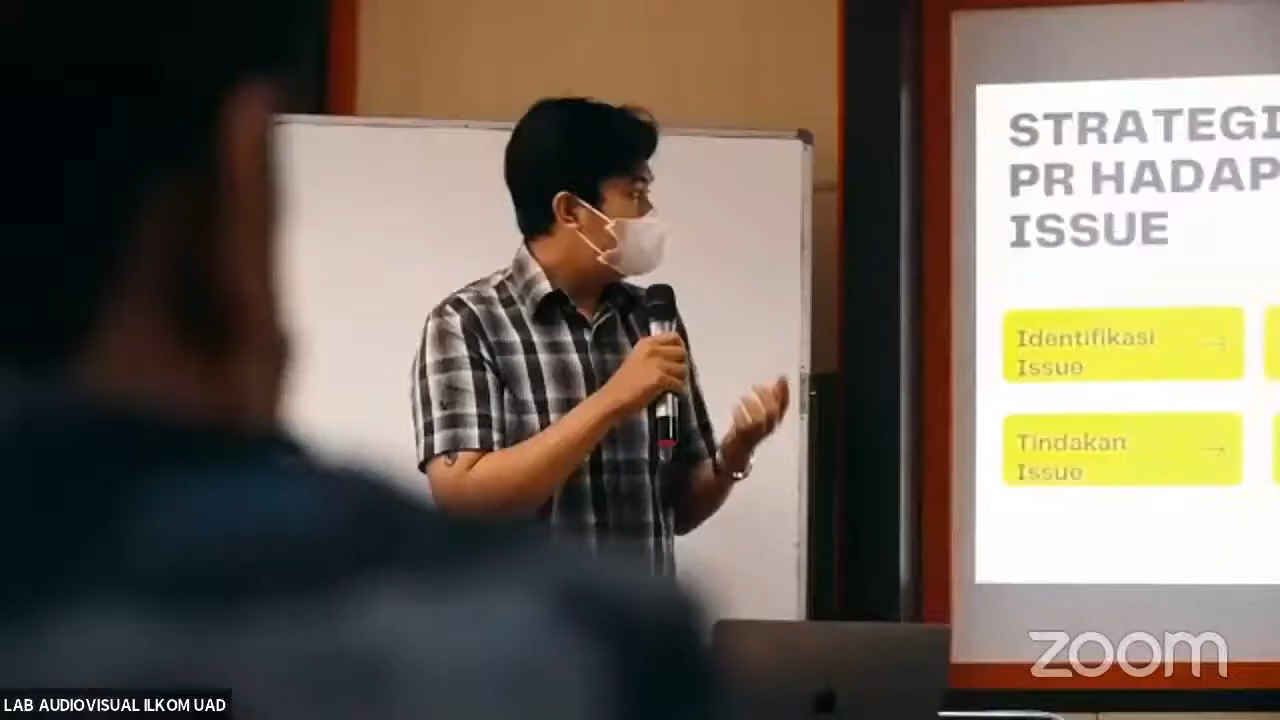 STRATEGI
PR HADAP
ISSUE
Identifikasi
Issue
Tindakan
Issue
zoom
LAB AUDIOVISUAL ILKOM UAD